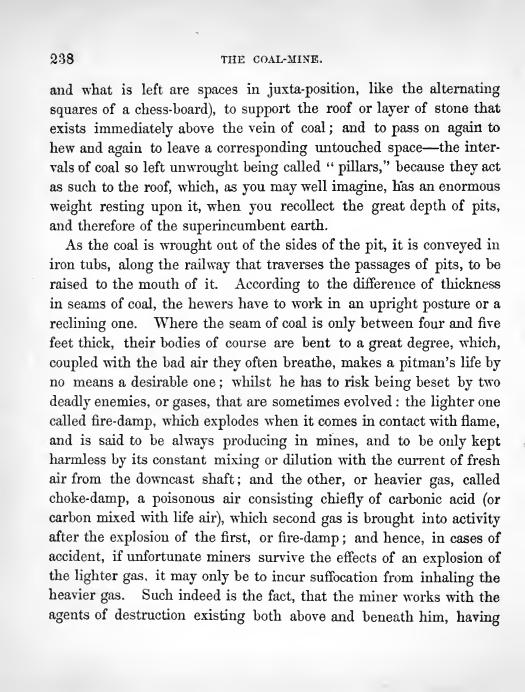 238 THE COAL-MINE.
and what is left are spaces in juxta-position, like the alternating
squares of a chess-board), to support the roof or layer of stone that
exists immediately above the vein of coal; and to pass on again to
hew and again to leave a corresponding untouched space—the inter-
vals of coal so left unwrought being called “ pillars,” because they act
as such to the roof, which, as you may well imagine, has an enormous
weight resting upon it, when you recollect the great depth of pits,
and therefore of the superincumbent earth.
As the coal is wrought out of the sides of the pit, it is conveyed in
iron tubs, along the railway that traverses the passages of pits, to be
raised to the mouth of it. According to the difference of thickness
in seams of coal, the hewers have to work in an upright posture or a
reclining one. Where the seam of coal is only between four and five
feet thick, their bodies of course are bent to a great degree, which,
coupled with the bad air they often breathe, makes a pitman's life by
no means a desirable one; whilst he has to risk being beset by two
deadly enemies, or gases, that are sometimes evolved: the lighter one
called fire-damp, which explodes when it comes in contact with flame,
and is said to be always producing in mines, and to be only kept
harmless by its constant mixing or dilution with the current of fresh
air from the downcast shaft; and the other, or heavier gas, called
choke-damp, a poisonous air consisting chiefly of carbonic acid (or
carbon mixed with life air), which second gas is brought into activity
after the explosion of the first, or fire-damp; and hence, in cases of
accident, if unfortunate miners survive the effects of an explosion of
the lighter gas, it may only be to incur suffocation from inhaling the
heavier gas. Such indeed is the fact, that the miner works with the
agents of destruction existing both above and beneath him, having